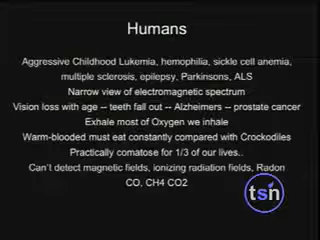 Humans
Aggressive Childhood Lukemia, hemophilia, sickle cell anemia,
multiple sclerosis, epilepsy, Parkinsons, ALS
Narrow view of electromagnetic spectrum
Vision loss with age -- teeth fall out -- Alzheimers -- prostate cancer
Exhale most of Oxygen we inhale
Warm-blooded must eat constantly compared with Crockodiles
Practically comatose for 1/3 of our lives..
Can't detect magnetic fields, ionizing radiation fields, Radon
CO, CH4 CO2
tsn